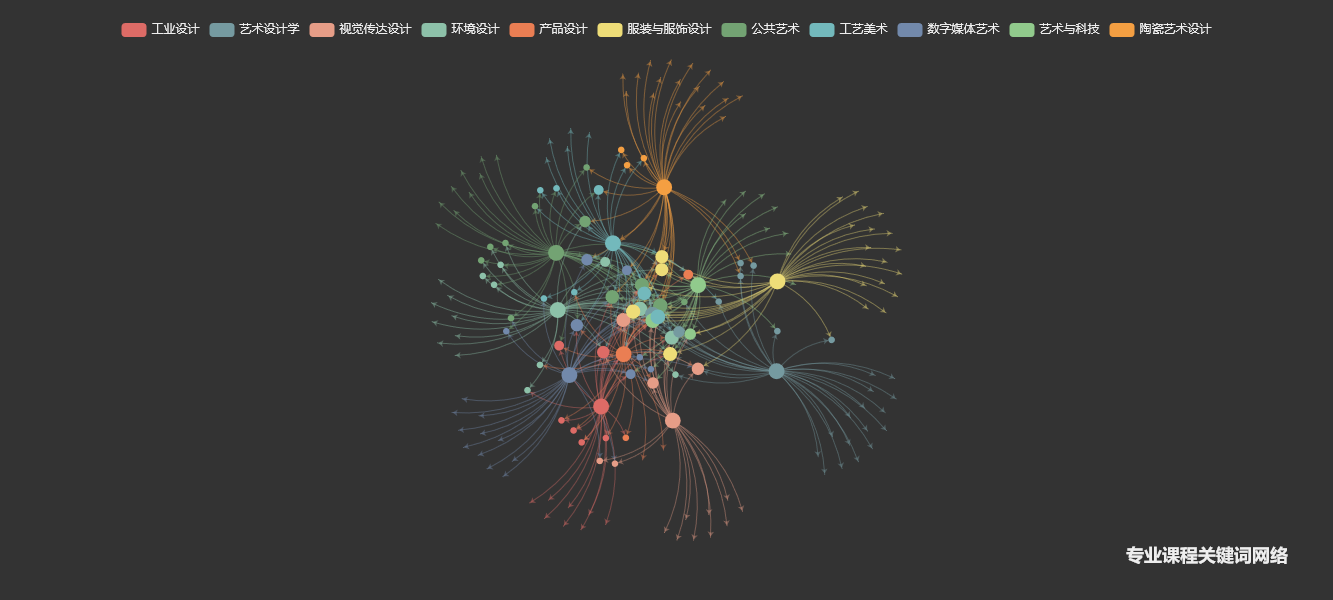 工业设计 艺术设计学 视觉传达设计 环境设计 产品设计 服装与服饰设计 公共艺术 工艺美术 数字媒体艺术 艺术与科技 陶瓷艺术设计
专业课程关键词网络